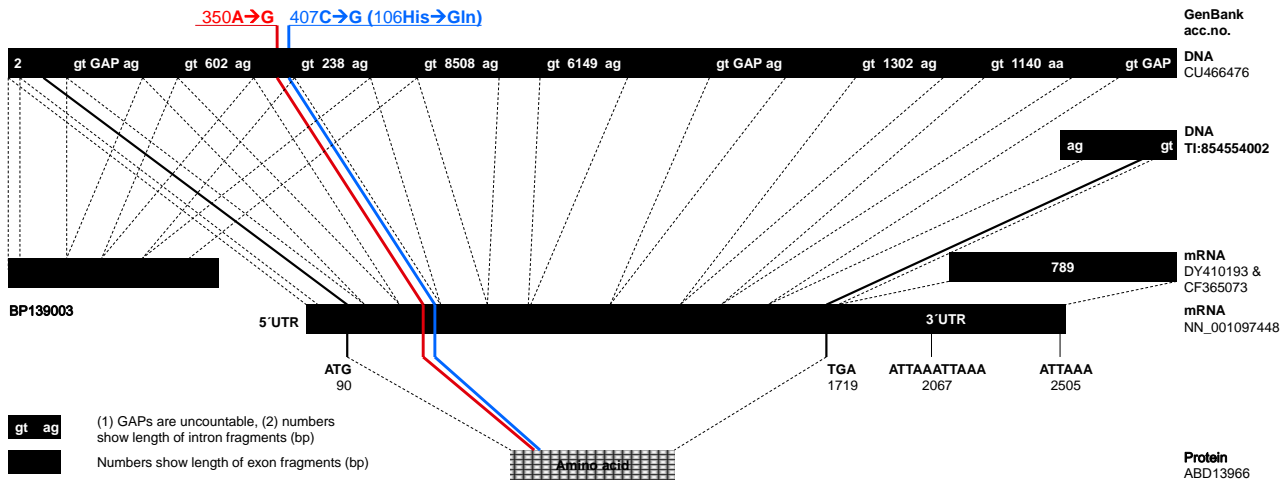 350A→G
407C→G (106His→Gln)
GenBank
acc.no.
2 gt GAP ag gt 602 ag gt 238 ag gt 8508 ag gt 6149 ag gt GAP ag gt 1302 ag gt 1140 aa gt GAP
DNA
CU466476
ag gt
DNA
TI:854554002
789
mRNA
DY410193 &
CF365073
BP139003
5´UTR
3´UTR
mRNA
NN_001097448
ATG
90
TGA
1719
ATTAAATTAAA
2067
ATTAAA
2505
gt ag
(1) GAPs are uncountable, (2) numbers
show length of intron fragments (bp)
Numbers show length of exon fragments (bp)
Amino acid
Protein
ABD13966